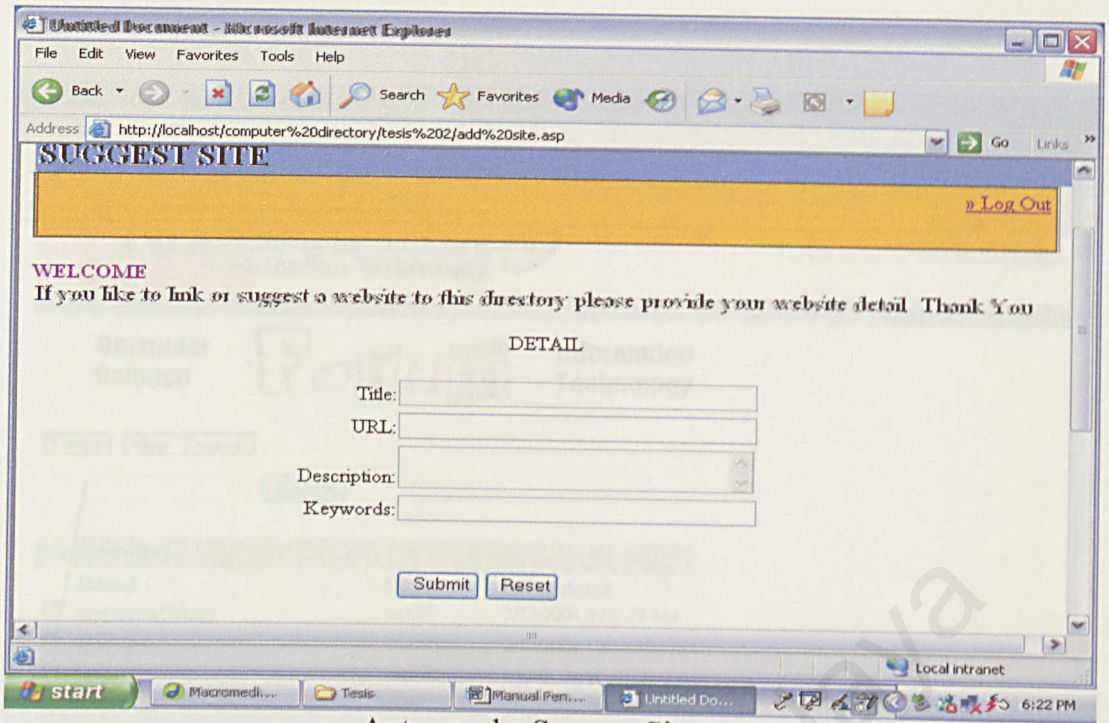 Untitled Document - Microsoft Internet Explorer
File Edit View Favorites Tools Help
Back Search Favorites Media
Address http://localhost/computer%20directory/tesis%202/add%20site.asp Go Links »
SUGGEST SITE
» Log Out
WELCOME
If you like to link or suggest a website to this directory please provide your website detail Thank You
DETAIL
Title:
URL:
Description:
Keywords:
Submit Reset
Local intranet
start Macromedi... Tesis Manual Pen.... Untitled Do... 6:22 PM